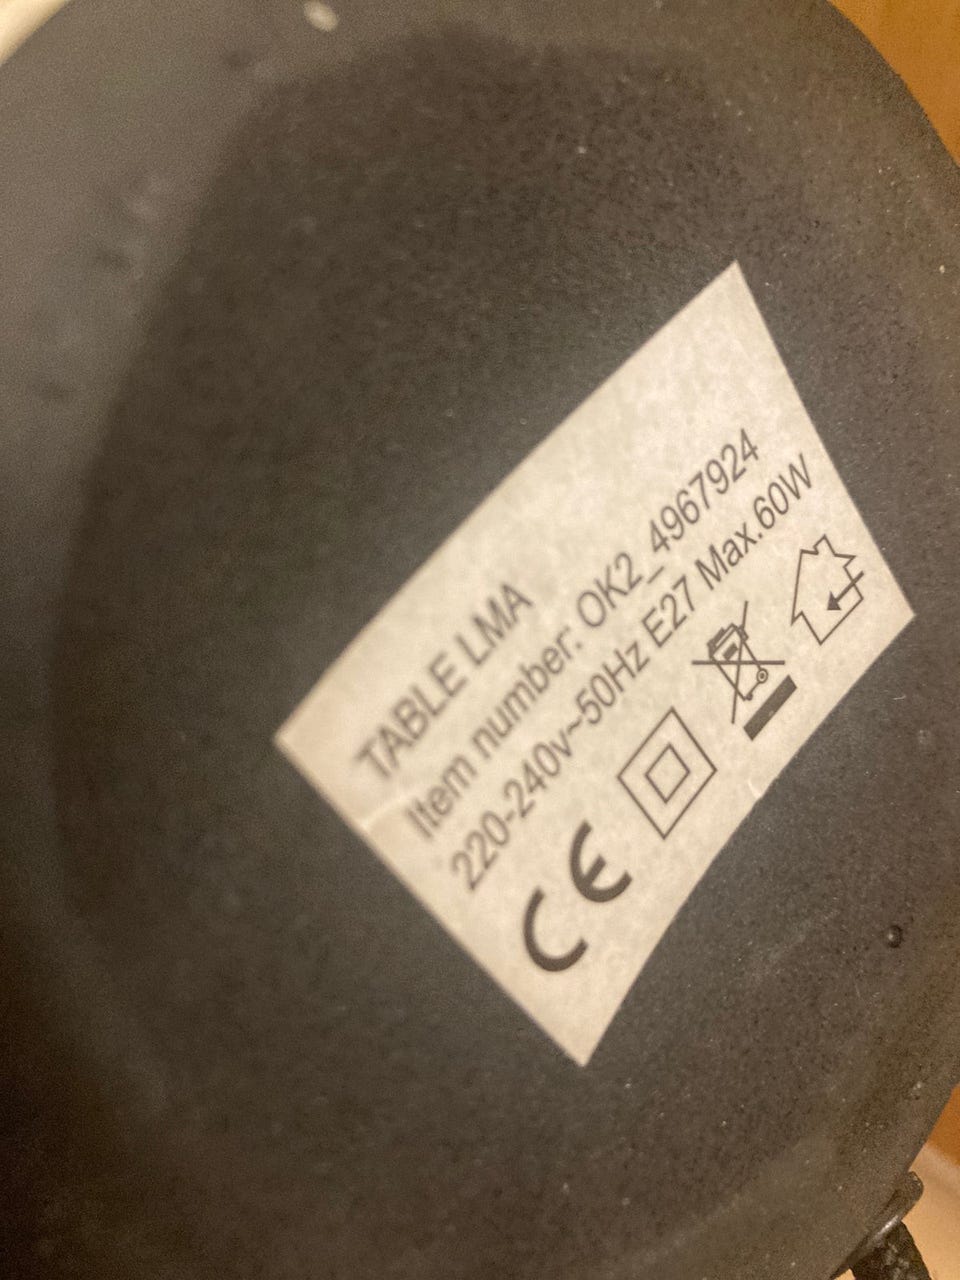 TABLE LMA
Item number: OK2_4967924
220-240v~50Hz E27 Max.60W
CE